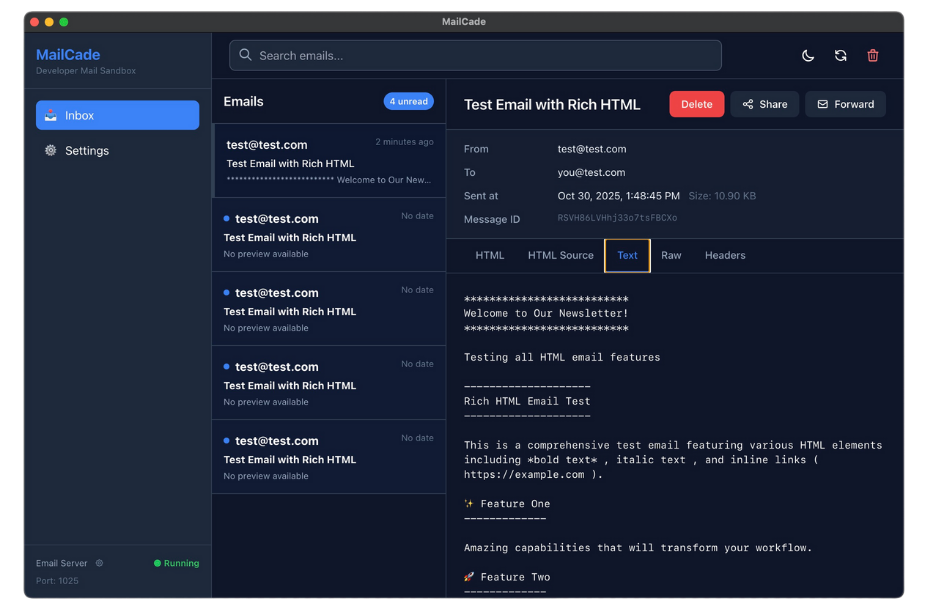 MailCade
MailCade
Developer Mail Sandbox
Inbox
Settings
Email Server
Running
Port: 1025
Search emails...
Emails
4 unread
test@test.com
2 minutes ago
Test Email with Rich HTML
************************** Welcome to Our New...
test@test.com
No date
Test Email with Rich HTML
No preview available
test@test.com
No date
Test Email with Rich HTML
No preview available
test@test.com
No date
Test Email with Rich HTML
No preview available
test@test.com
No date
Test Email with Rich HTML
No preview available
Test Email with Rich HTML
Delete
Share
Forward
From test@test.com
To you@test.com
Sent at Oct 30, 2025, 1:48:45 PM Size: 10.90 KB
Message ID RSVH86LVHhj33o7tsFBCXo
HTML HTML Source Text Raw Headers
**************************
Welcome to Our Newsletter!
**************************
Testing all HTML email features
--------------------
Rich HTML Email Test
--------------------
This is a comprehensive test email featuring various HTML elements
including *bold text* , italic text , and inline links (
https://example.com ).
✨ Feature One
-------------
Amazing capabilities that will transform your workflow.
🚀 Feature Two
-------------